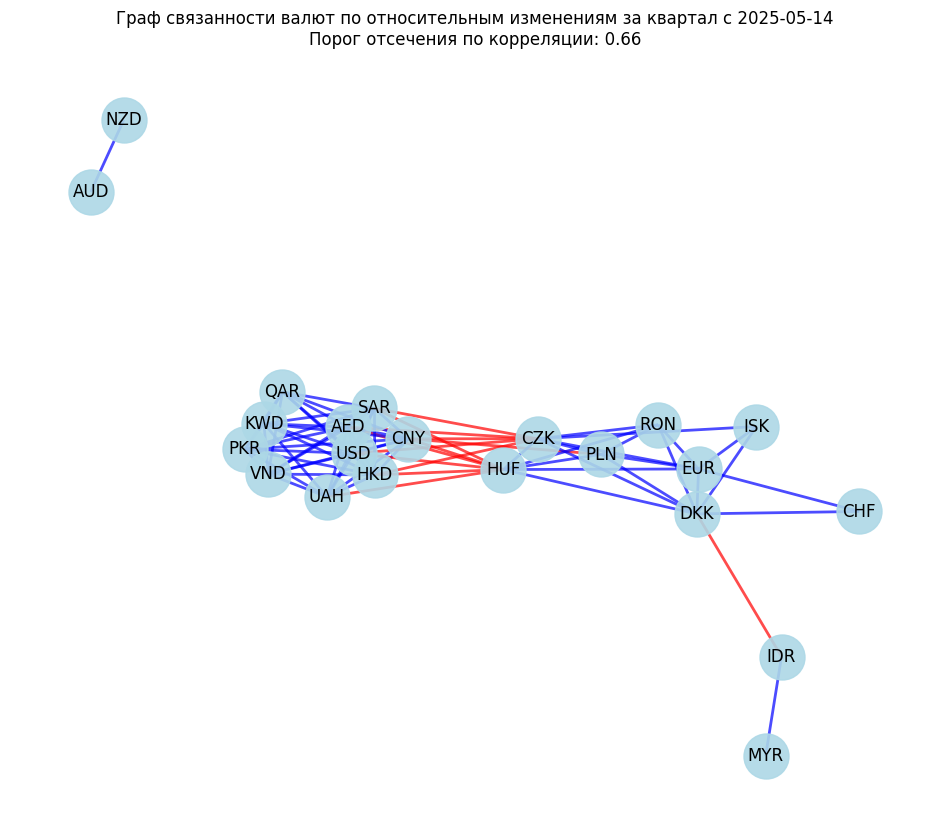 Граф связанности валют по относительным изменениям за квартал с 2025-05-14
Порог отсечения по корреляции: 0.66
NZD
AUD
QAR
SAR
KWD
AED
CNY
PKR
USD
VND
HKD
UAH
CZK
HUF
PLN
RON
ISK
EUR
DKK
CHF
IDR
MYR